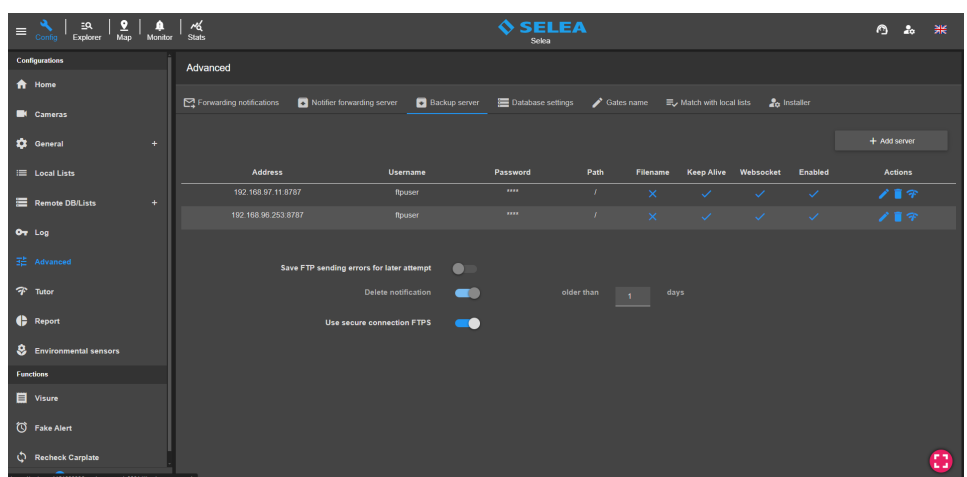 Config
Explorer
Map
Monitor
Stats
SELEA
Selea
Configurations
Home
Cameras
General +
Local Lists
Remote DB/Lists +
Log
Advanced
Tutor
Report
Environmental sensors
Functions
Visure
Fake Alert
Recheck Carplate
Advanced
Forwarding notifications
Notifier forwarding server
Backup server
Database settings
Gates name
Match with local lists
Installer
+ Add server
Address Username Password Path Filename Keep Alive Websocket Enabled Actions
192.168.97.11:8787 ftpuser **** /
192.168.96.253:8787 ftpuser **** /
Save FTP sending errors for later attempt
Delete notification older than 1 days
Use secure connection FTPS